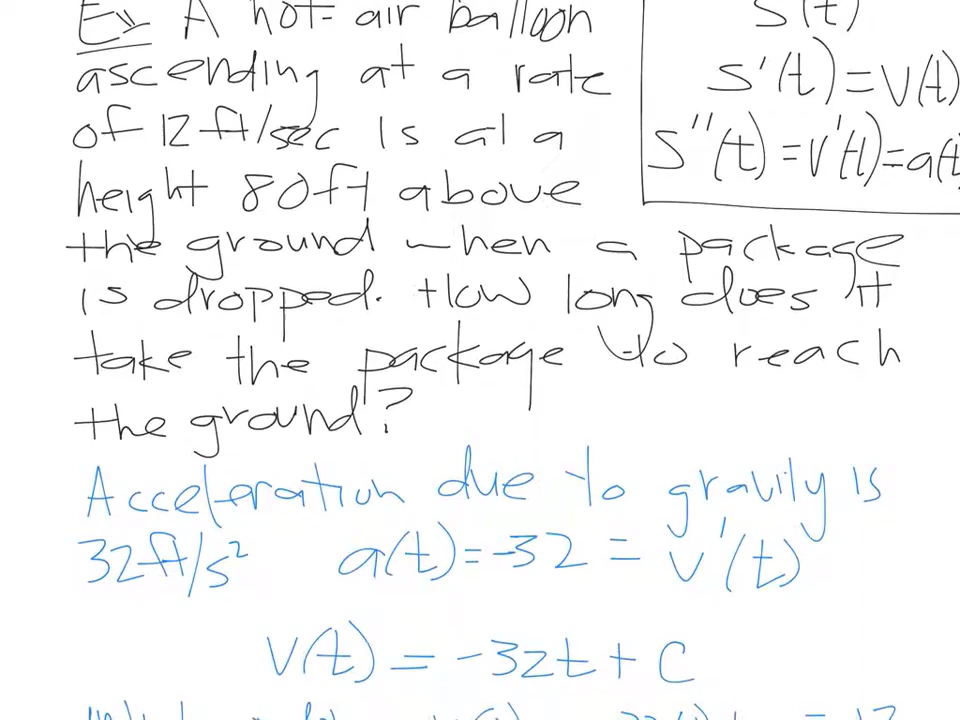 Ex A hot-air balloon
ascending at a rate
of 12 ft/sec is at a
height 80ft above
the ground when a package
is dropped. How long does it
take the package to reach
the ground?
S(t)
S'(t) = V(t)
S''(t) = V'(t) = a(t
Acceleration due to gravity is
32 ft/s² a(t) = -32 = V'(t)
V(t) = -32t + C